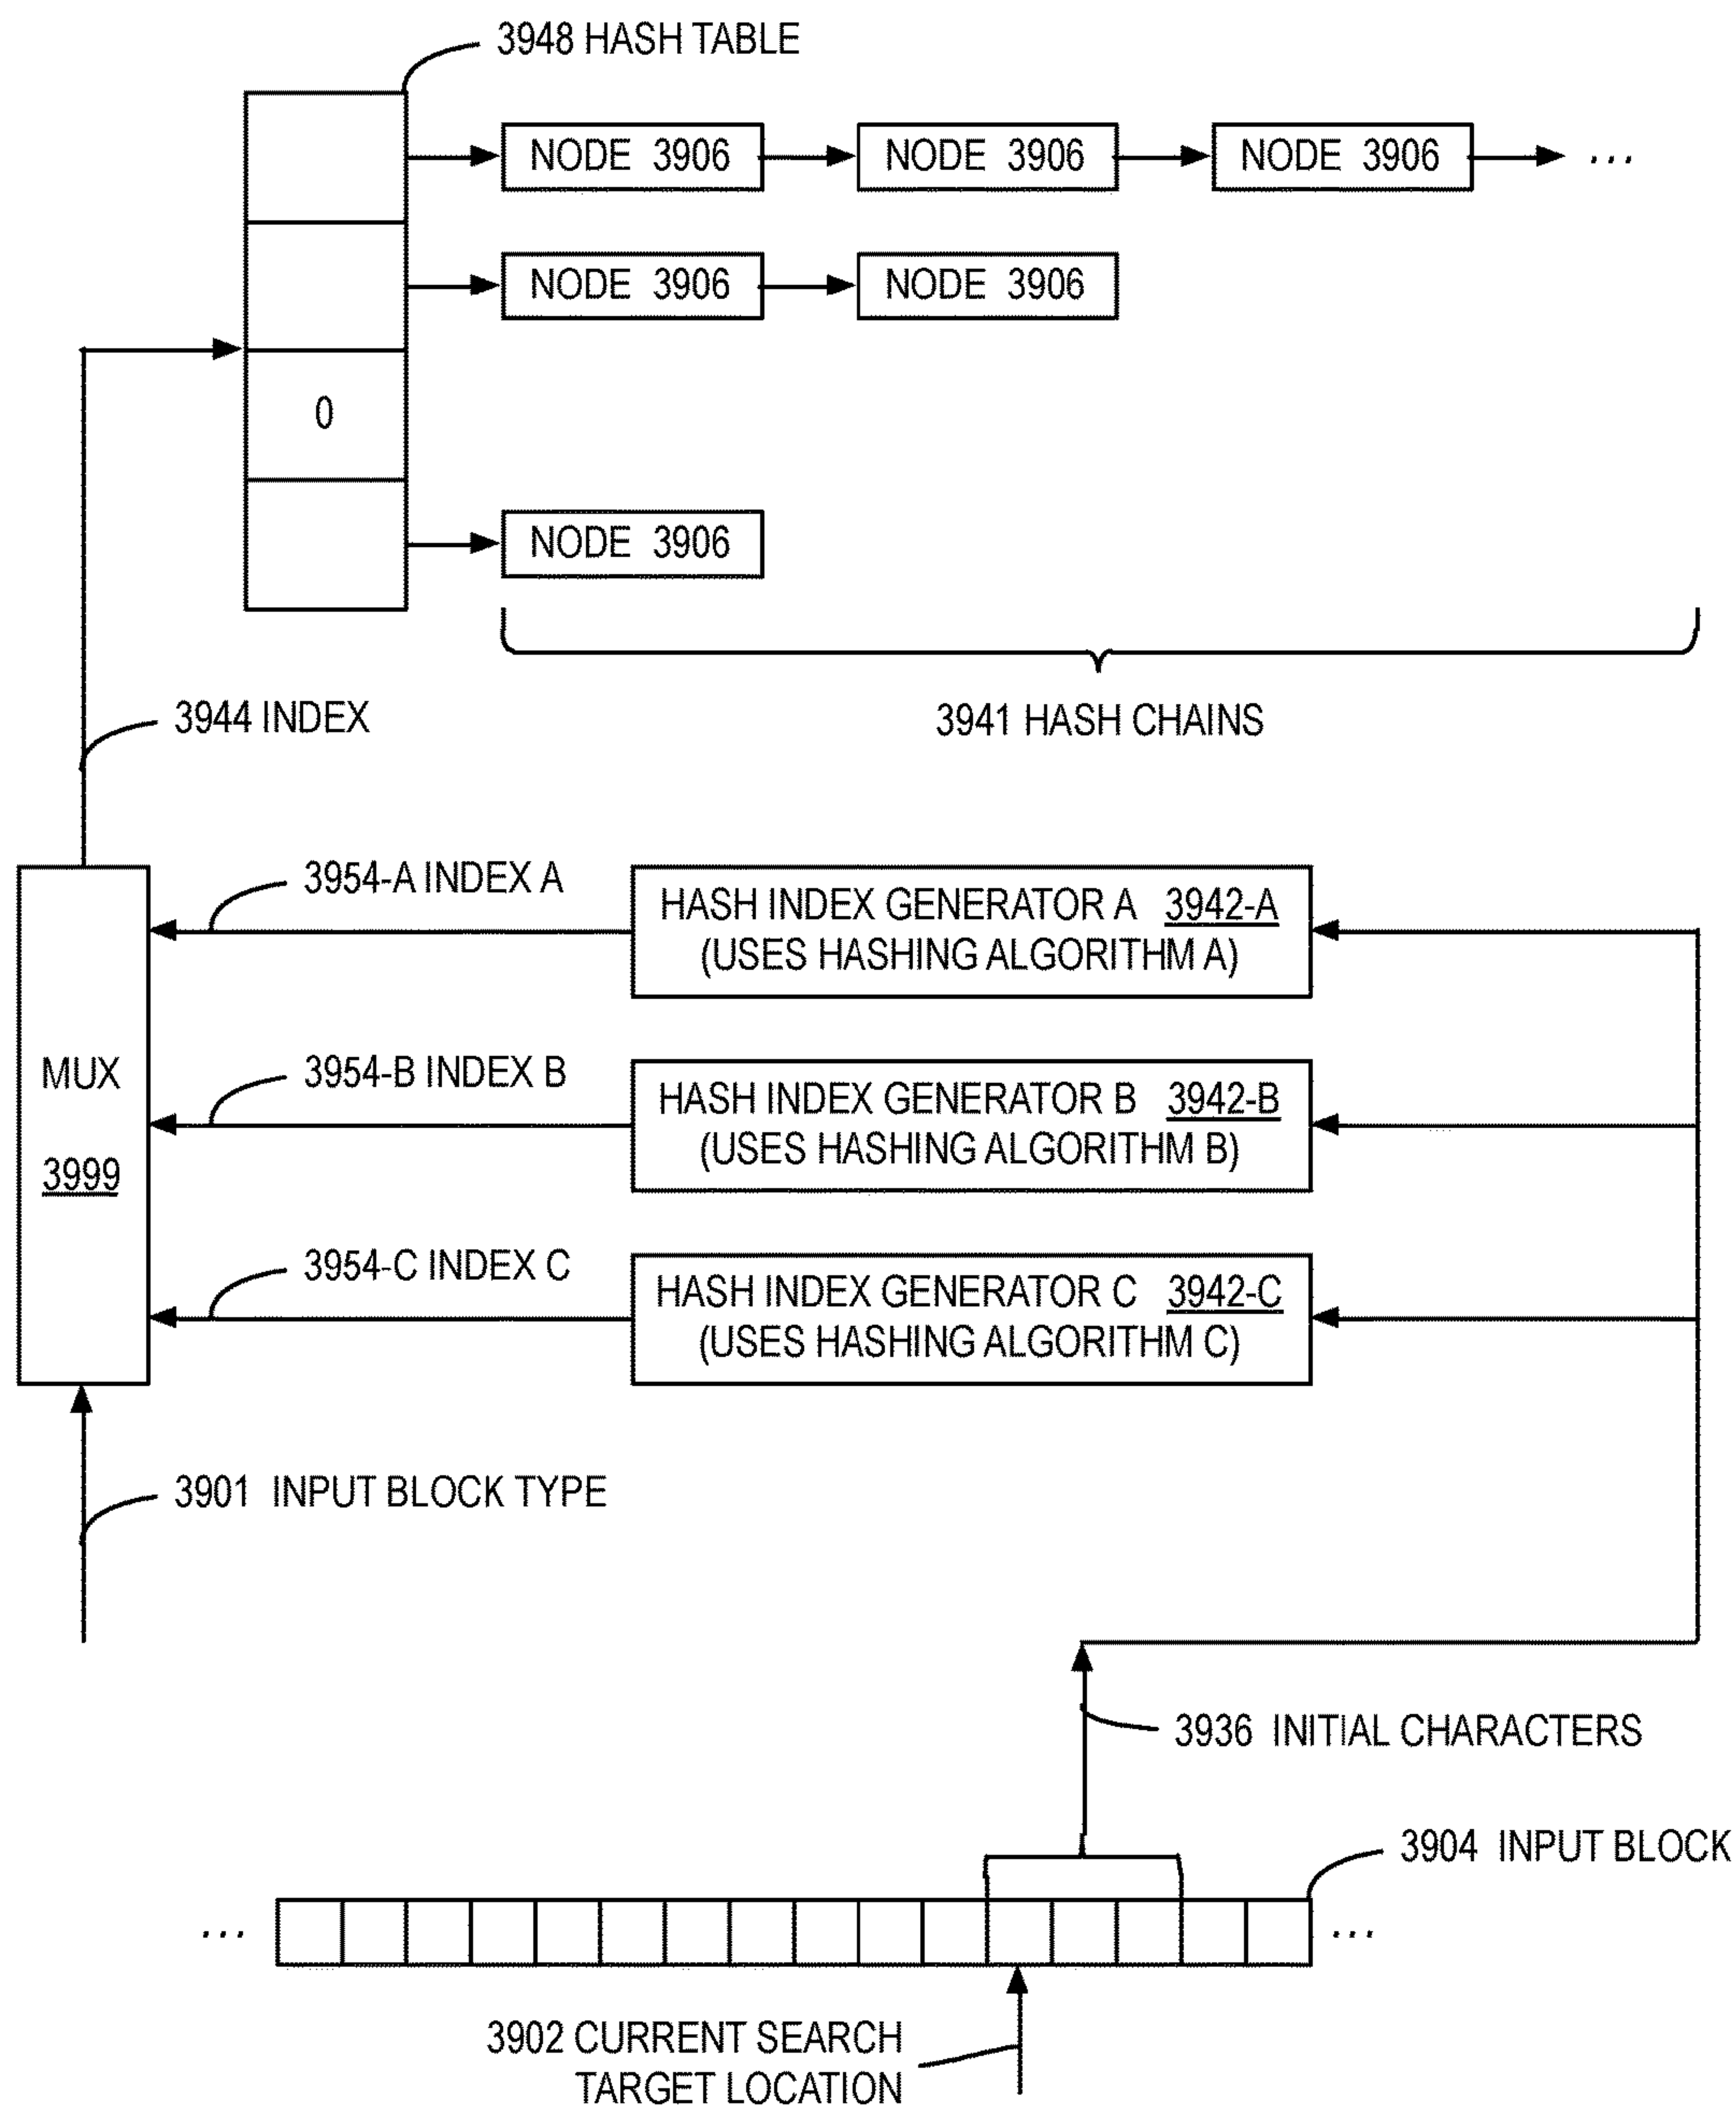 3948 HASH TABLE
NODE 3906
NODE 3906
NODE 3906
...
NODE 3906
NODE 3906
0
NODE 3906
3944 INDEX
3941 HASH CHAINS
3954-A INDEX A
HASH INDEX GENERATOR A 3942-A
(USES HASHING ALGORITHM A)
MUX
3999
3954-B INDEX B
HASH INDEX GENERATOR B 3942-B
(USES HASHING ALGORITHM B)
3954-C INDEX C
HASH INDEX GENERATOR C 3942-C
(USES HASHING ALGORITHM C)
3901 INPUT BLOCK TYPE
3936 INITIAL CHARACTERS
3904 INPUT BLOCK
...
...
3902 CURRENT SEARCH
TARGET LOCATION